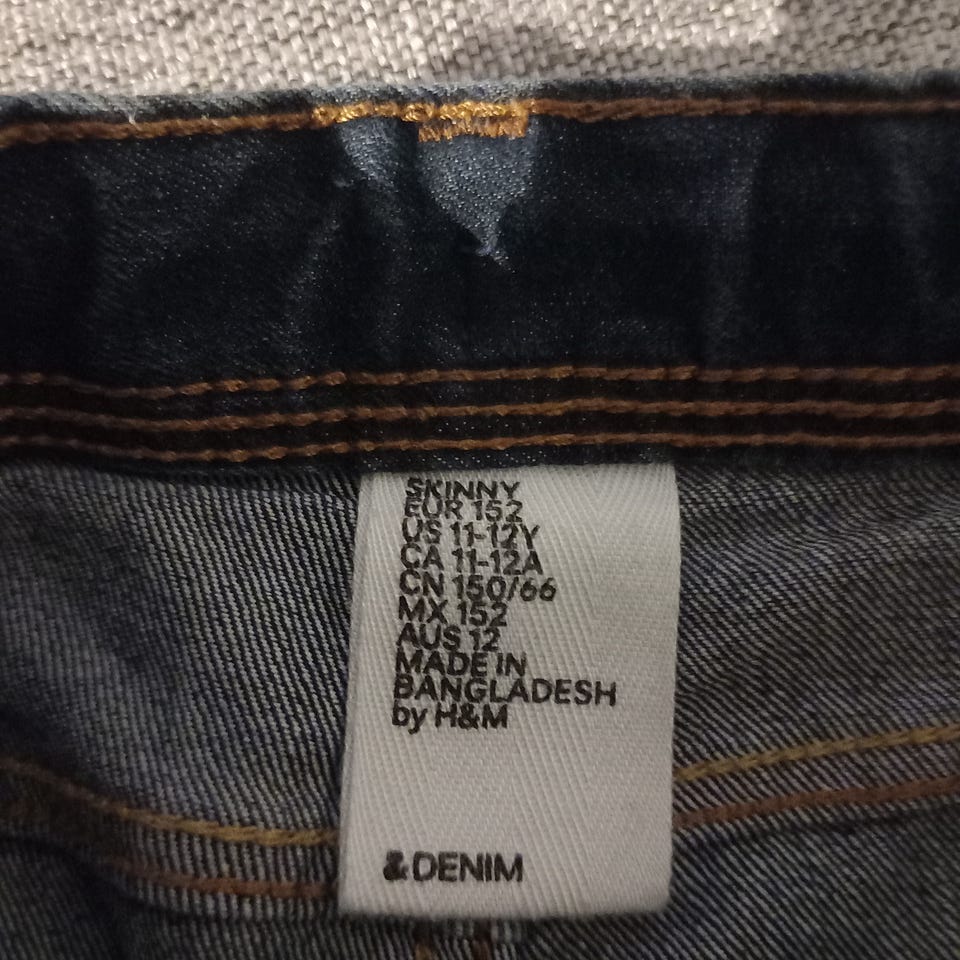 SKINNY
EUR 152
US 11-12Y
CA 11-12A
CN 150/66
MX 152
AUS 12
MADE IN
BANGLADESH
by H&M
&DENIM